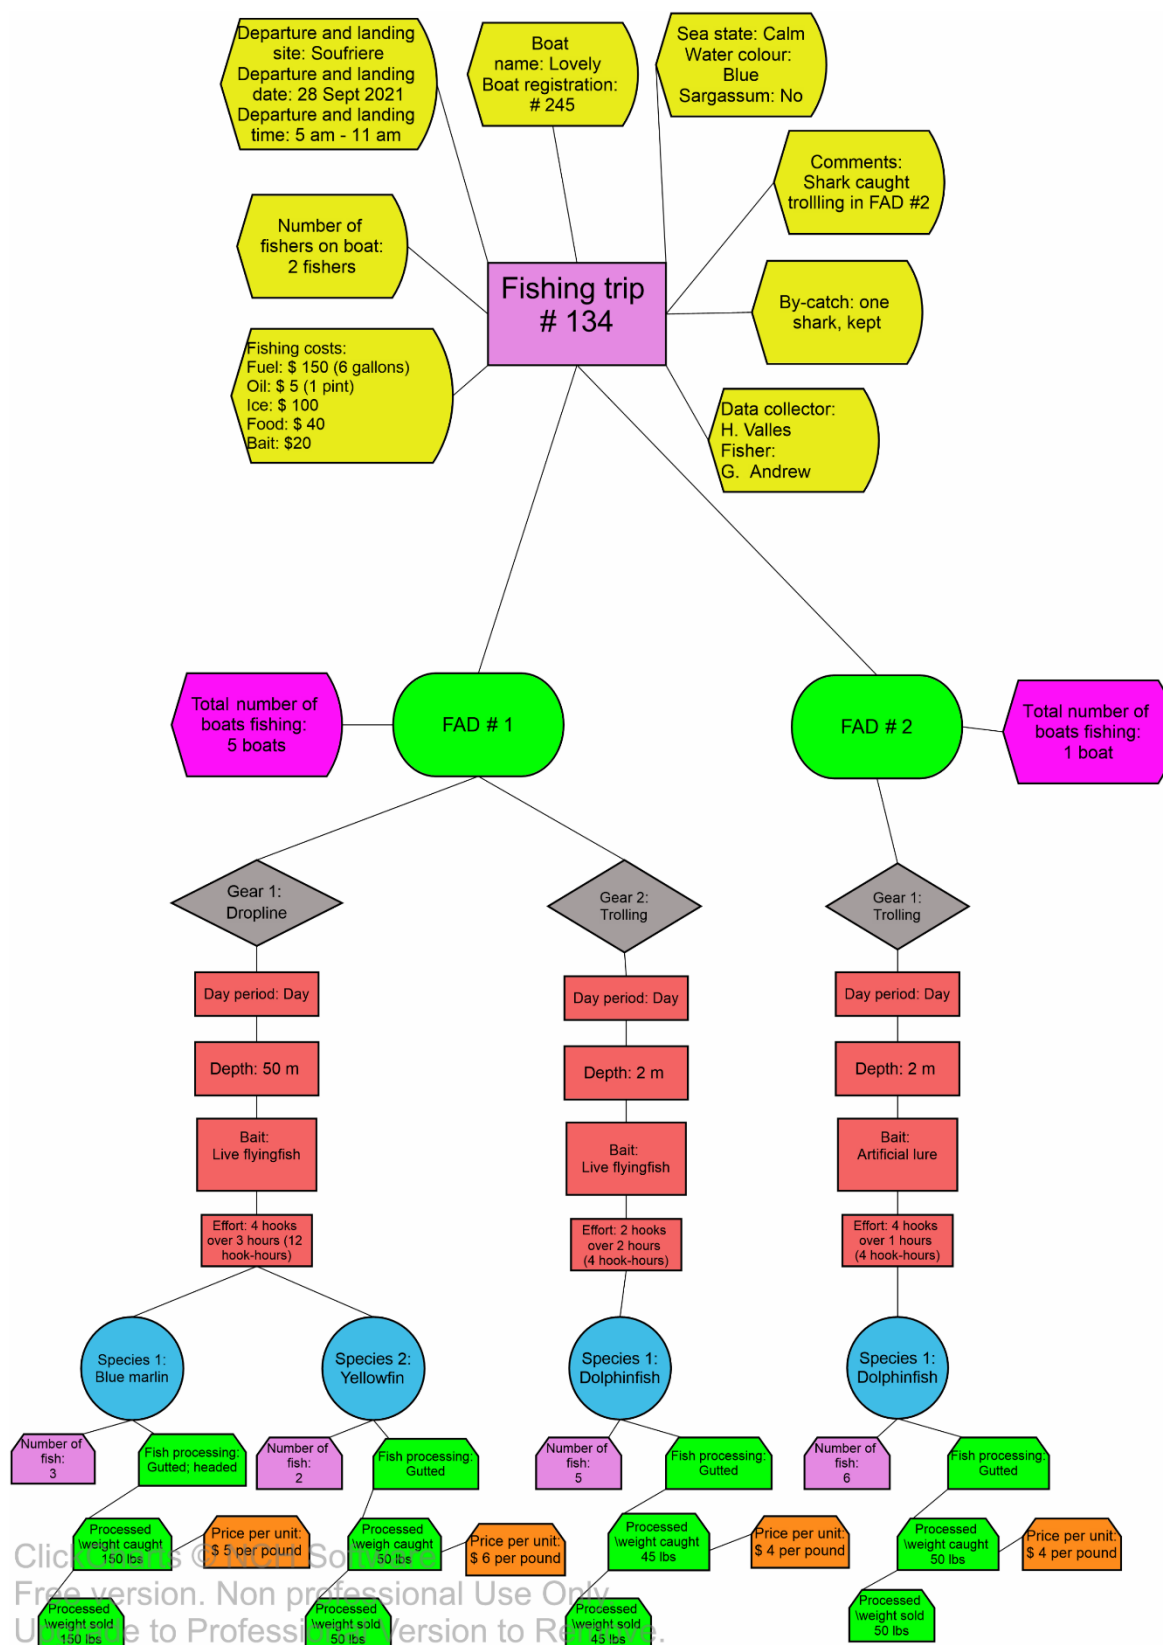 Departure and landing
site: Soufriere
Departure and landing
date: 28 Sept 2021
Departure and landing
time: 5 am - 11 am
Boat
name: Lovely
Boat registration:
# 245
Sea state: Calm
Water colour:
Blue
Sargassum: No
Comments:
Shark caught
trollling in FAD #2
Number of
fishers on boat:
2 fishers
By-catch: one
shark, kept
Fishing trip
# 134
Fishing costs:
Fuel: $ 150 (6 gallons)
Oil: $ 5 (1 pint)
Ice: $ 100
Food: $ 40
Bait: $20
Data collector:
H. Valles
Fisher:
G. Andrew
Total number of
boats fishing:
5 boats
FAD # 1
FAD # 2
Total number of
boats fishing:
1 boat
Gear 1:
Dropline
Gear 2:
Trolling
Gear 1:
Trolling
Day period: Day
Day period: Day
Day period: Day
Depth: 50 m
Depth: 2 m
Depth: 2 m
Bait:
Live flyingfish
Bait:
Live flyingfish
Bait:
Artificial lure
Effort: 4 hooks
over 3 hours (12
hook-hours)
Effort: 2 hooks
over 2 hours
(4 hook-hours)
Effort: 4 hooks
over 1 hours
(4 hook-hours)
Species 1:
Blue marlin
Species 2:
Yellowfin
Species 1:
Dolphinfish
Species 1:
Dolphinfish
Number of
fish:
3
Fish processing:
Gutted; headed
Number of
fish:
2
Fish processing:
Gutted
Number of
fish:
5
Fish processing:
Gutted
Number of
fish:
6
Fish processing:
Gutted
Processed
\weight caught
150 lbs
Price per unit:
$ 5 per pound
Processed
\weigh caught
50 lbs
Price per unit:
$ 6 per pound
Processed
\weight caught
45 lbs
Price per unit:
$ 4 per pound
Processed
\weight caught
50 lbs
Price per unit:
$ 4 per pound
Processed
\weight sold
150 lbs
Processed
\weight sold
50 lbs
Processed
\weight sold
45 lbs
Processed
\weight sold
50 lbs
ClickCharts © NCH Software
Free version. Non professional Use Only.
Upgrade to Professional Version to Remove.